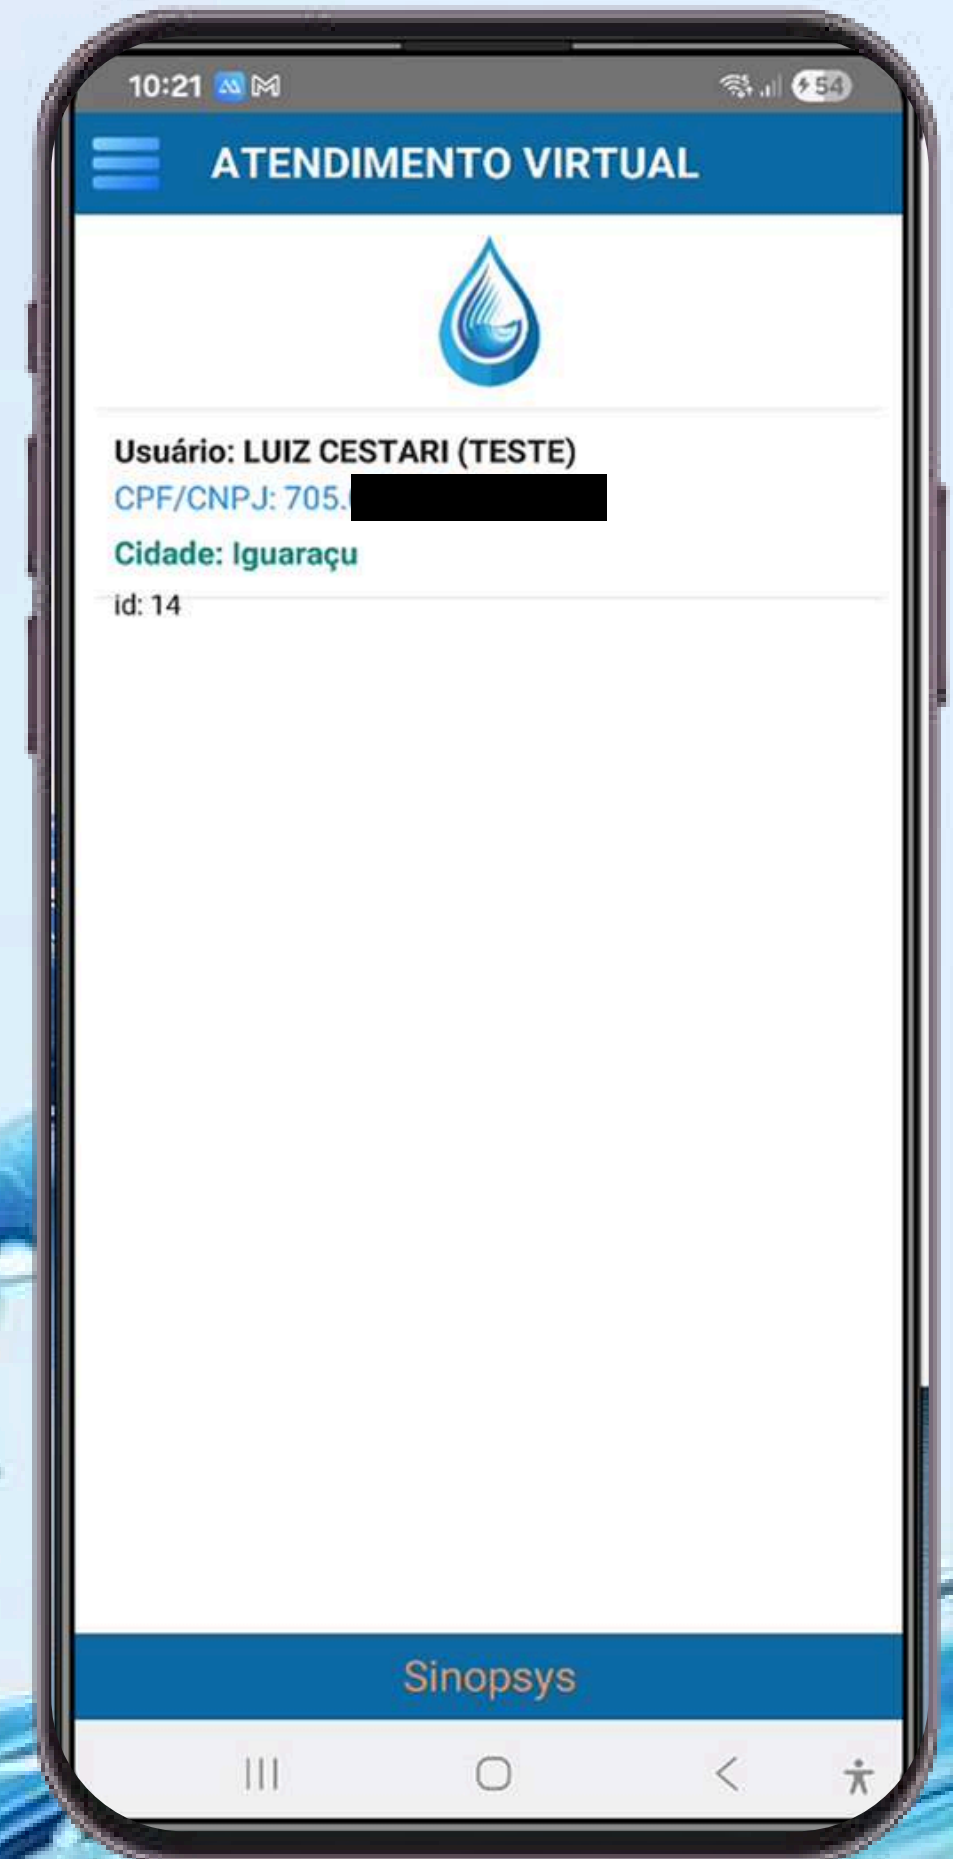 10:21
54
ATENDIMENTO VIRTUAL
Usuário: LUIZ CESTARI (TESTE)
CPF/CNPJ: 705.
Cidade: Iguaraçu
id: 14
Sinopsys